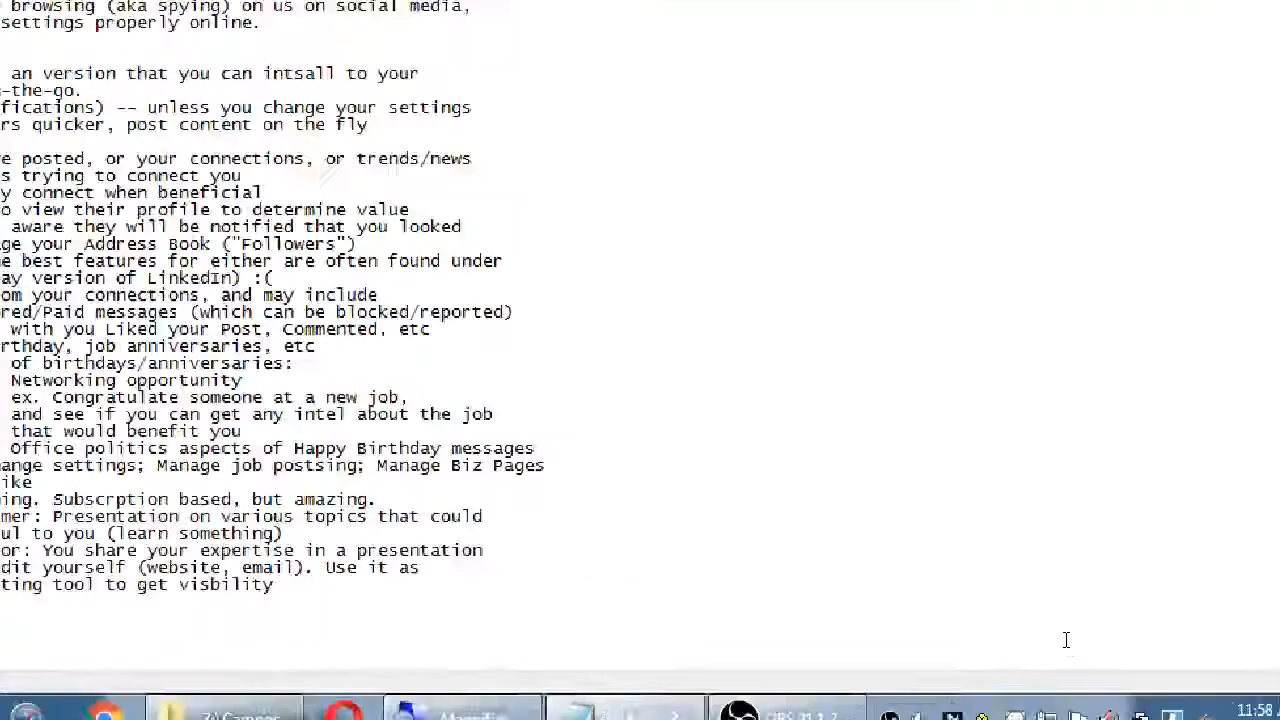 browsing (aka spying) on us on social media,
settings properly online.
an version that you can intsall to your
-the-go.
fications) -- unless you change your settings
rs quicker, post content on the fly
e posted, or your connections, or trends/news
s trying to connect you
y connect when beneficial
o view their profile to determine value
aware they will be notified that you looked
ge your Address Book ("Followers")
e best features for either are often found under
ay version of LinkedIn) :(
om your connections, and may include
red/Paid messages (which can be blocked/reported)
with you Liked your Post, Commented, etc
rthday, job anniversaries, etc
of birthdays/anniversaries:
Networking opportunity
ex. Congratulate someone at a new job,
and see if you can get any intel about the job
that would benefit you
Office politics aspects of Happy Birthday messages
ange settings; Manage job postsing; Manage Biz Pages
ike
ing. Subscrption based, but amazing.
mer: Presentation on various topics that could
ul to you (learn something)
or: You share your expertise in a presentation
dit yourself (website, email). Use it as
ting tool to get visbility
11:58